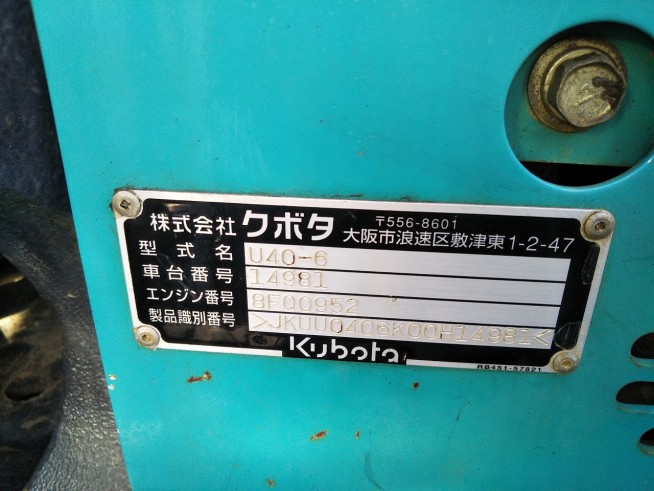 株式会社 クボタ 〒556-8601
大阪市浪速区敷津東1-2-47
型式名 U40-6
車台番号 14981
エンジン番号 8F00952
製品識別番号 >JKUU0406K00H14981<
Kubota
RB451-57821